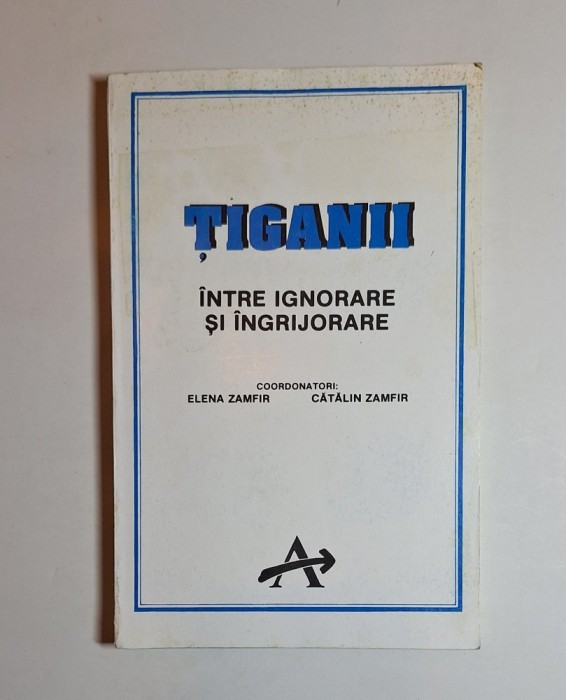 ȚIGANII
ÎNTRE IGNORARE
ȘI ÎNGRIJORARE
COORDONATORI:
ELENA ZAMFIR CĂTĂLIN ZAMFIR
A